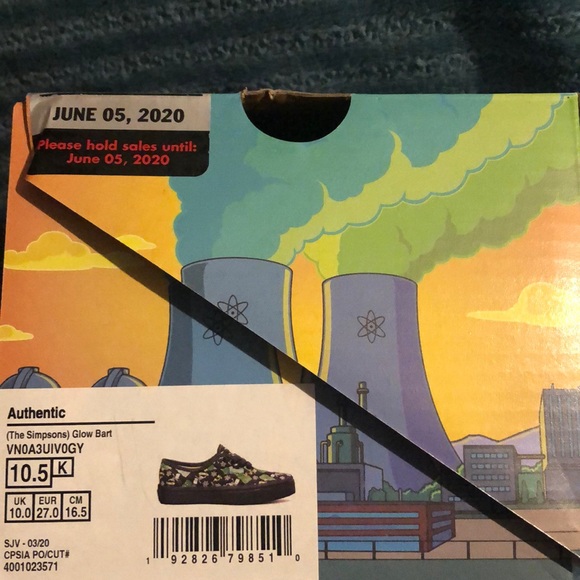 JUNE 05, 2020
Please hold sales until:
June 05, 2020
Authentic
(The Simpsons) Glow Bart
VN0A3UIV0GY
10.5 K
UK EUR CM
10.0 27.0 16.5
SJV - 03/20
CPSIA PO/CUT#
4001023571
1 92826 79851 0